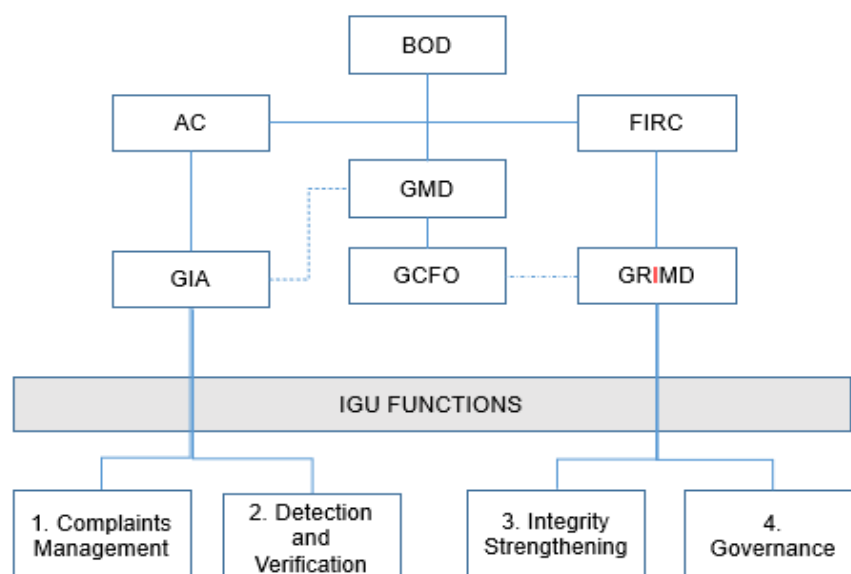 BOD
AC
FIRC
GMD
GIA
GCFO
GRIMD
IGU FUNCTIONS
1. Complaints
Management
2. Detection
and
Verification
3. Integrity
Strengthening
4.
Governance